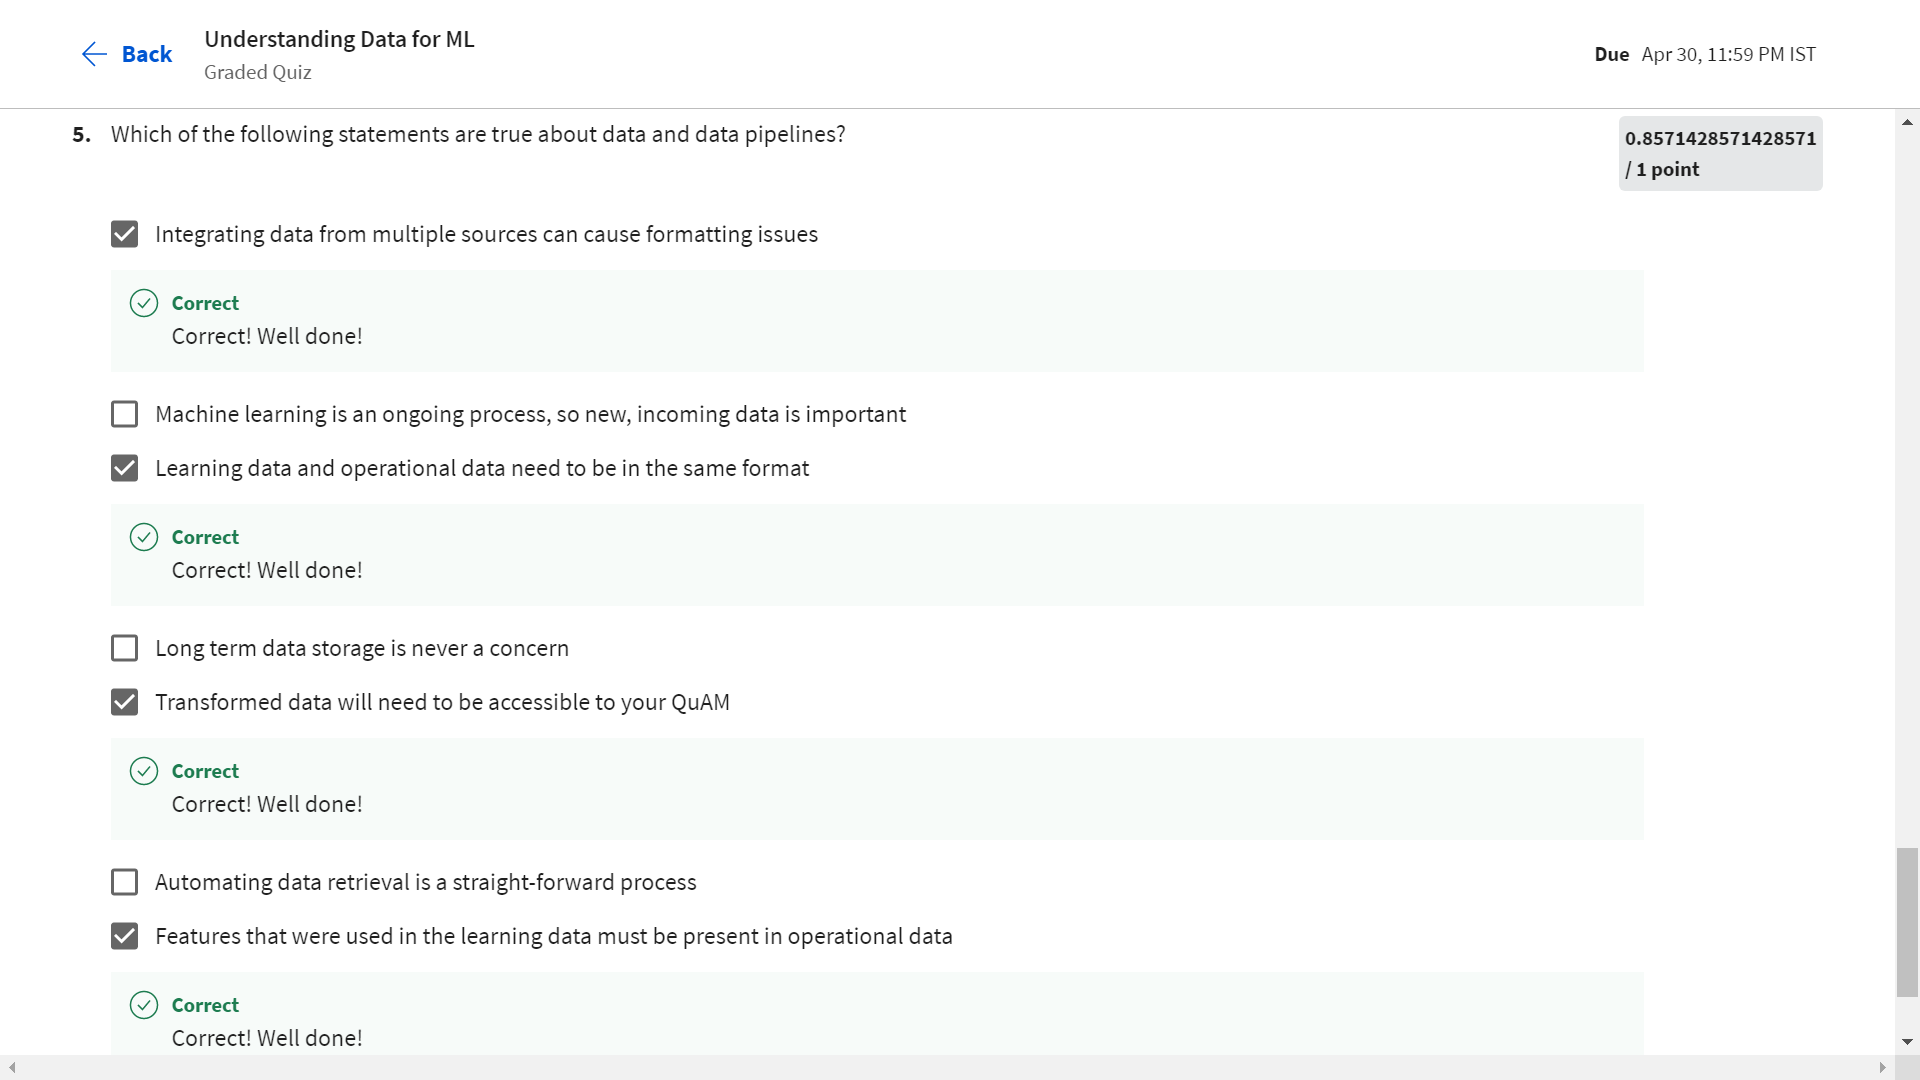 Back
Understanding Data for ML
Graded Quiz
Due Apr 30, 11:59 PM IST
5. Which of the following statements are true about data and data pipelines?
0.8571428571428571
/ 1 point
Integrating data from multiple sources can cause formatting issues
Correct
Correct! Well done!
Machine learning is an ongoing process, so new, incoming data is important
Learning data and operational data need to be in the same format
Correct
Correct! Well done!
Long term data storage is never a concern
Transformed data will need to be accessible to your QuAM
Correct
Correct! Well done!
Automating data retrieval is a straight-forward process
Features that were used in the learning data must be present in operational data
Correct
Correct! Well done!